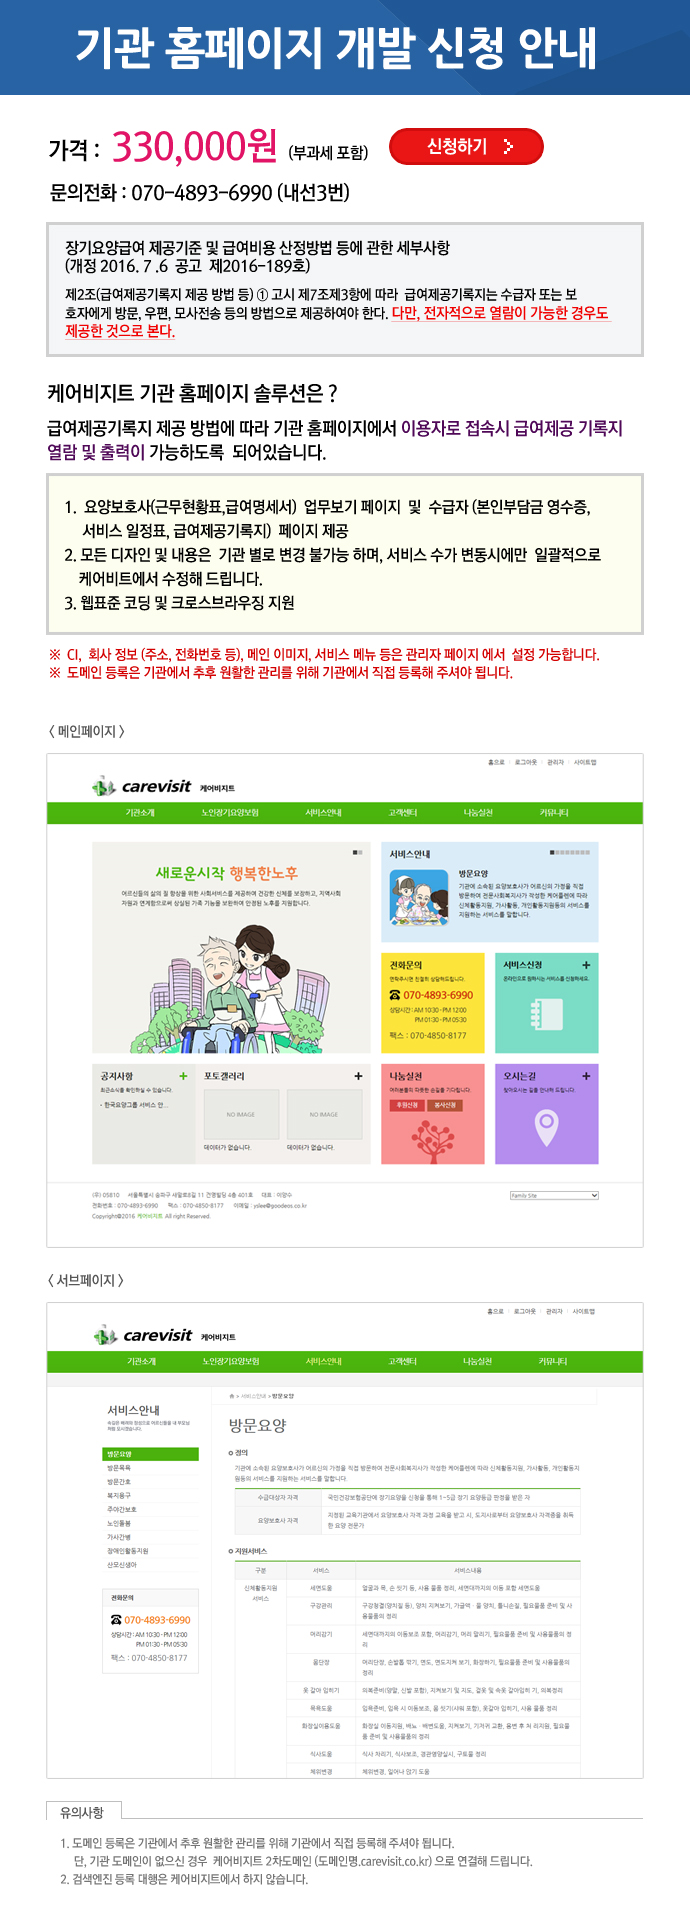 기관 홈페이지 개발 신청 안내
가격 : 330,000원 (부과세 포함) 신청하기
문의전화 : 070-4893-6990 (내선3번)
장기요양급여 제공기준 및 급여비용 산정방법 등에 관한 세부사항
(개정 2016. 7 .6 공고 제2016-189호)
제2조(급여제공기록지 제공 방법 등) ① 고시 제7조제3항에 따라 급여제공기록지는 수급자 또는 보
호자에게 방문, 우편, 모사전송 등의 방법으로 제공하여야 한다. 다만, 전자적으로 열람이 가능한 경우도
제공한 것으로 본다.
케어비지트 기관 홈페이지 솔루션은 ?
급여제공기록지 제공 방법에 따라 기관 홈페이지에서 이용자로 접속시 급여제공 기록지
열람 및 출력이 가능하도록 되어있습니다.
1. 요양보호사(근무현황표,급여명세서) 업무보기 페이지 및 수급자 (본인부담금 영수증,
서비스 일정표, 급여제공기록지) 페이지 제공
2. 모든 디자인 및 내용은 기관 별로 변경 불가능 하며, 서비스 수가 변동시에만 일괄적으로
케어비트에서 수정해 드립니다.
3. 웹표준 코딩 및 크로스브라우징 지원
※ CI, 회사 정보 (주소, 전화번호 등), 메인 이미지, 서비스 메뉴 등은 관리자 페이지 에서 설정 가능합니다.
※ 도메인 등록은 기관에서 추후 원활한 관리를 위해 기관에서 직접 등록해 주셔야 됩니다.
< 메인페이지 >
홈으로 로그아웃 관리자 사이트맵
carevisit 케어비지트
기관소개 노인장기요양보험 서비스안내 고객센터 나눔실천 커뮤니티
새로운시작 행복한노후
어르신들의 삶의 질 향상을 위한 사회서비스를 제공하여 건강한 신체를 보장하고, 지역사회
자원과 연계함으로써 상실된 가족 기능을 보완하여 안정된 노후를 지원합니다.
서비스안내
방문요양
기관에 소속된 요양보호사가 어르신의 가정을 직접
방문하여 전문사회복지사가 작성한 케어플랜에 따라
신체활동지원, 가사활동, 개인활동지원등의 서비스를
지원하는 서비스를 말합니다.
전화문의
연락주시면 친절히 상담해드립니다.
070-4893-6990
상담시간 : AM 10:30 - PM 12:00
PM 01:30 - PM 05:30
팩스 : 070-4850-8177
서비스신청 +
온라인으로 원하시는 서비스를 신청하세요.
공지사항 +
최근소식을 확인하실 수 있습니다.
- 한국요양그룹 서비스 안...
포토갤러리 +
NO IMAGE NO IMAGE
데이터가 없습니다. 데이터가 없습니다.
나눔실천
여러분들의 따뜻한 손길을 기다립니다.
후원신청 봉사신청
오시는길 +
찾아오시는 길을 안내해 드립니다.
(우) 05810 서울특별시 송파구 새말로8길 11 건영빌딩 4층 401호 대표 : 이양수
전화번호 : 070-4893-6990 팩스 : 070-4850-8177 이메일 : yslee@goodeos.co.kr
Copyright@2016 케어비지트 All right Reserved.
Family Site
< 서브페이지 >
홈으로 로그아웃 관리자 사이트맵
carevisit 케어비지트
기관소개 노인장기요양보험 서비스안내 고객센터 나눔실천 커뮤니티
서비스안내
방문요양
방문목욕
방문간호
복지용구
주야간보호
노인돌봄
가사간병
장애인활동지원
산모신생아
전화문의
070-4893-6990
상담시간 : AM 10:30 - PM 12:00
PM 01:30 - PM 05:30
팩스 : 070-4850-8177
> 서비스안내 > 방문요양
방문요양
정의
기관에 소속된 요양보호사가 어르신의 가정을 직접 방문하여 전문사회복지사가 작성한 케어플랜에 따라 신체활동지원, 가사활동, 개인활동지
원등의 서비스를 지원하는 서비스를 말합니다.
수급대상자 자격 국민건강보험공단에 장기요양을 신청을 통해 1~5급 장기 요양등급 판정을 받은 자
요양보호사 자격 지정된 교육기관에서 요양보호사 자격 과정 교육을 받고 시, 도지사로부터 요양보호사 자격증을 획득
한 요양 전문가
지원서비스
구분 서비스 서비스내용
신체활동지원
서비스
세면도움 얼굴과 목, 손 씻기 등, 사용 물품 정리, 세면대까지의 이동 포함 세면도움
구강관리 구강청결(양치질 등), 양치 지켜보기, 가글액 · 물 양치, 틀니손질, 필요물품 준비 및 사
용물품의 정리
머리감기 세면대까지의 이동보조 포함, 머리감기, 머리 말리기, 필요물품 준비 및 사용물품의 정
리
몸단장 머리단장, 손발톱 깎기, 면도, 면도지켜 보기, 화장하기, 필요물품 준비 및 사용물품의
정리
옷 갈아 입히기 의복준비(양말, 신발 포함), 지켜보기 및 지도, 겉옷 및 속옷 갈아입히 기, 의복정리
목욕도움 입욕준비, 입욕 시 이동보조, 몸 씻기(샤워 포함), 옷갈아 입히기, 사용 물품 정리
화장실이용도움 화장실 이동지원, 배뇨 · 배변도움, 지켜보기, 기저귀 교환, 용변 후 처 리지원, 필요물
품 준비 및 사용물품의 정리
식사도움 식사 차리기, 식사보조, 경관영양실시, 구토물 정리
체위변경 체위변경, 일어나 앉기 도움
유의사항
1. 도메인 등록은 기관에서 추후 원활한 관리를 위해 기관에서 직접 등록해 주셔야 됩니다.
단, 기관 도메인이 없으신 경우 케어비지트 2차도메인 (도메인명.carevisit.co.kr) 으로 연결해 드립니다.
2. 검색엔진 등록 대행은 케어비지트에서 하지 않습니다.